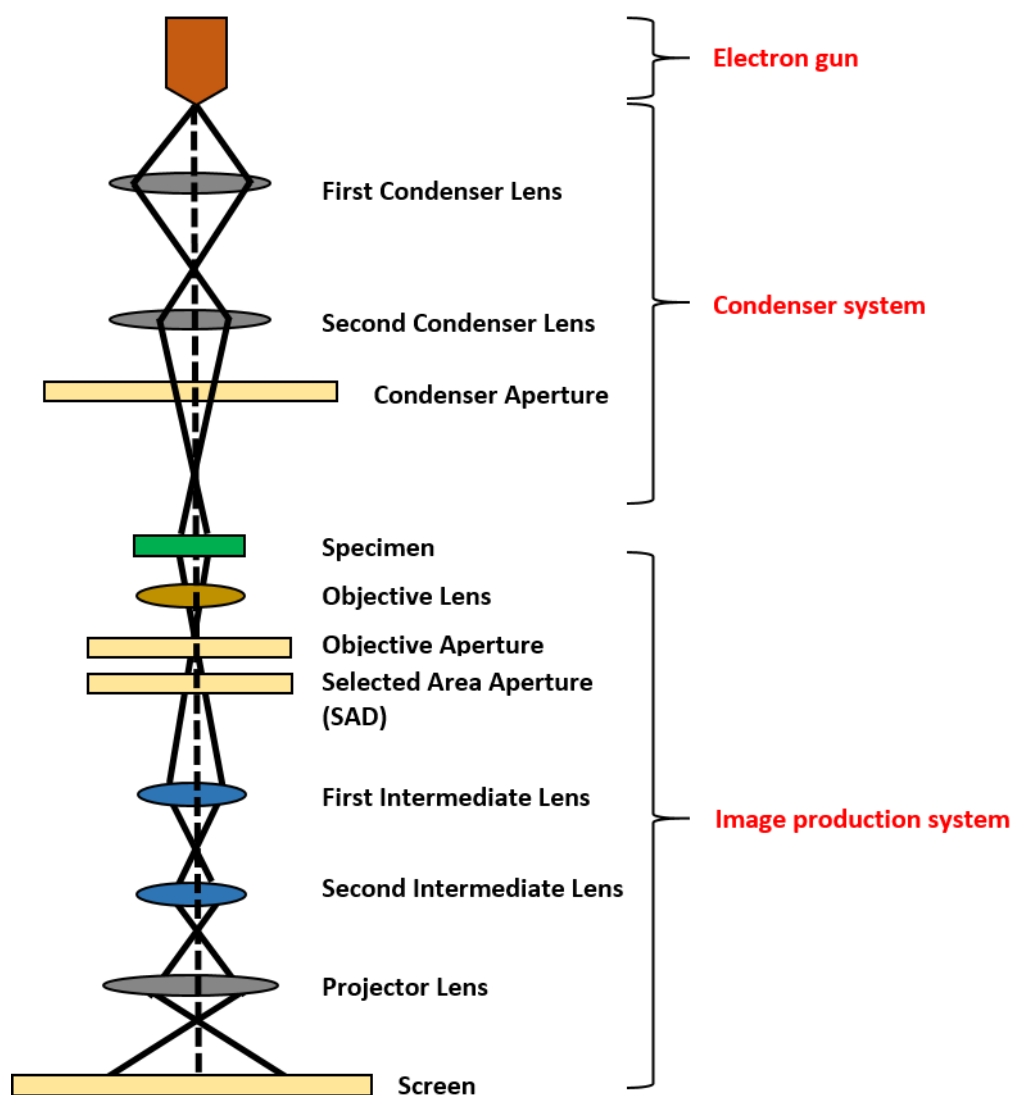 Electron gun
First Condenser Lens
Condenser system
Second Condenser Lens
Condenser Aperture
Specimen
Objective Lens
Objective Aperture
Selected Area Aperture
(SAD)
First Intermediate Lens
Image production system
Second Intermediate Lens
Projector Lens
Screen